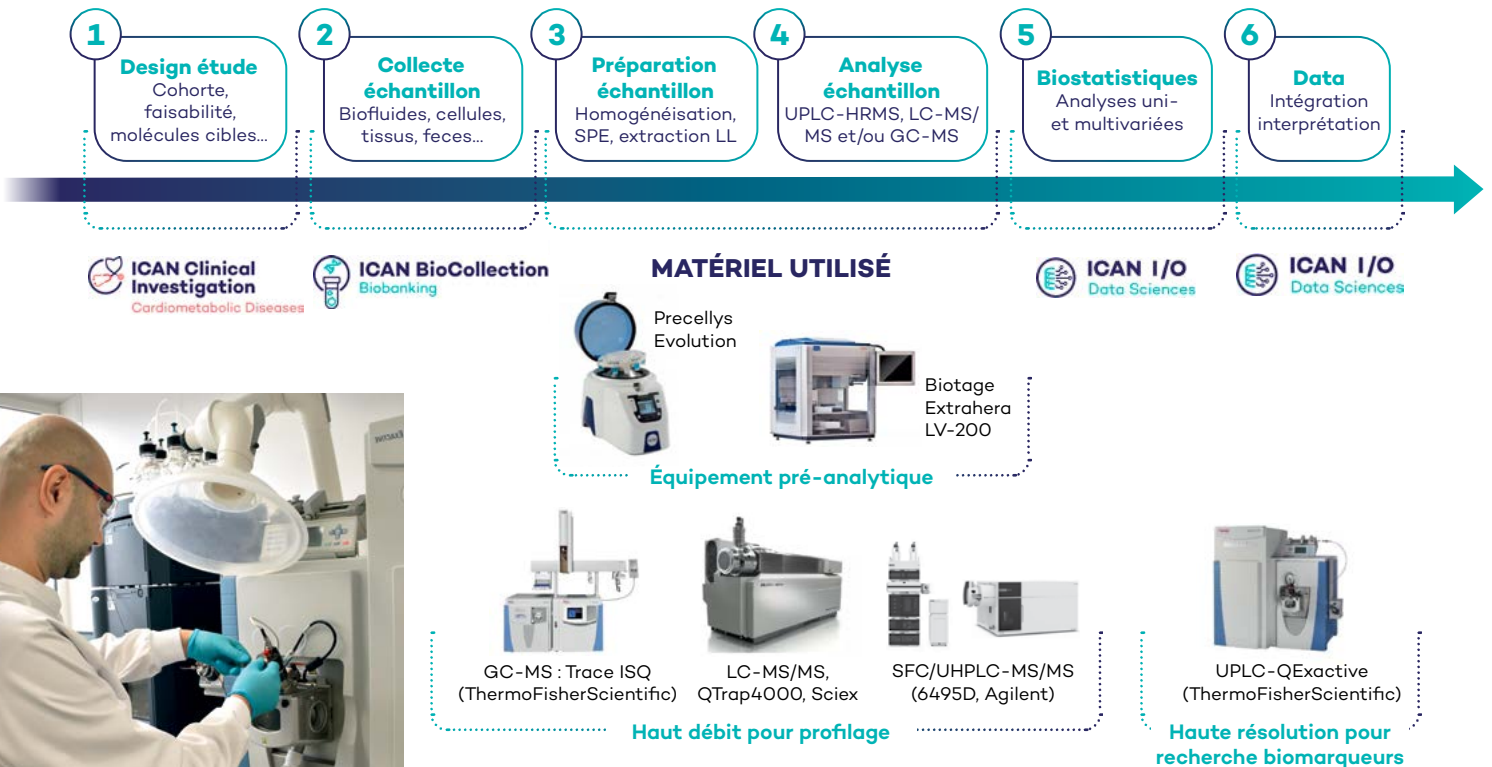 1
Design étude
Cohorte,
faisabilité,
molécules cibles...
2
Collecte
échantillon
Biofluides, cellules,
tissus, feces...
3
Préparation
échantillon
Homogénéisation,
SPE, extraction LL
4
Analyse
échantillon
UPLC-HRMS, LC-MS/
MS et/ou GC-MS
5
Biostatistiques
Analyses uni-
et multivariées
6
Data
Intégration
interprétation
ICAN Clinical
Investigation
Cardiometabolic Diseases
ICAN BioCollection
Biobanking
MATÉRIEL UTILISÉ
ICAN I/O
Data Sciences
ICAN I/O
Data Sciences
Precellys
Evolution
Biotage
Extrahera
LV-200
Équipement pré-analytique
GC-MS : Trace ISQ
(ThermoFisherScientific)
LC-MS/MS,
QTrap4000, Sciex
SFC/UHPLC-MS/MS
(6495D, Agilent)
UPLC-QExactive
(ThermoFisherScientific)
Haut débit pour profilage
Haute résolution pour
recherche biomarqueurs